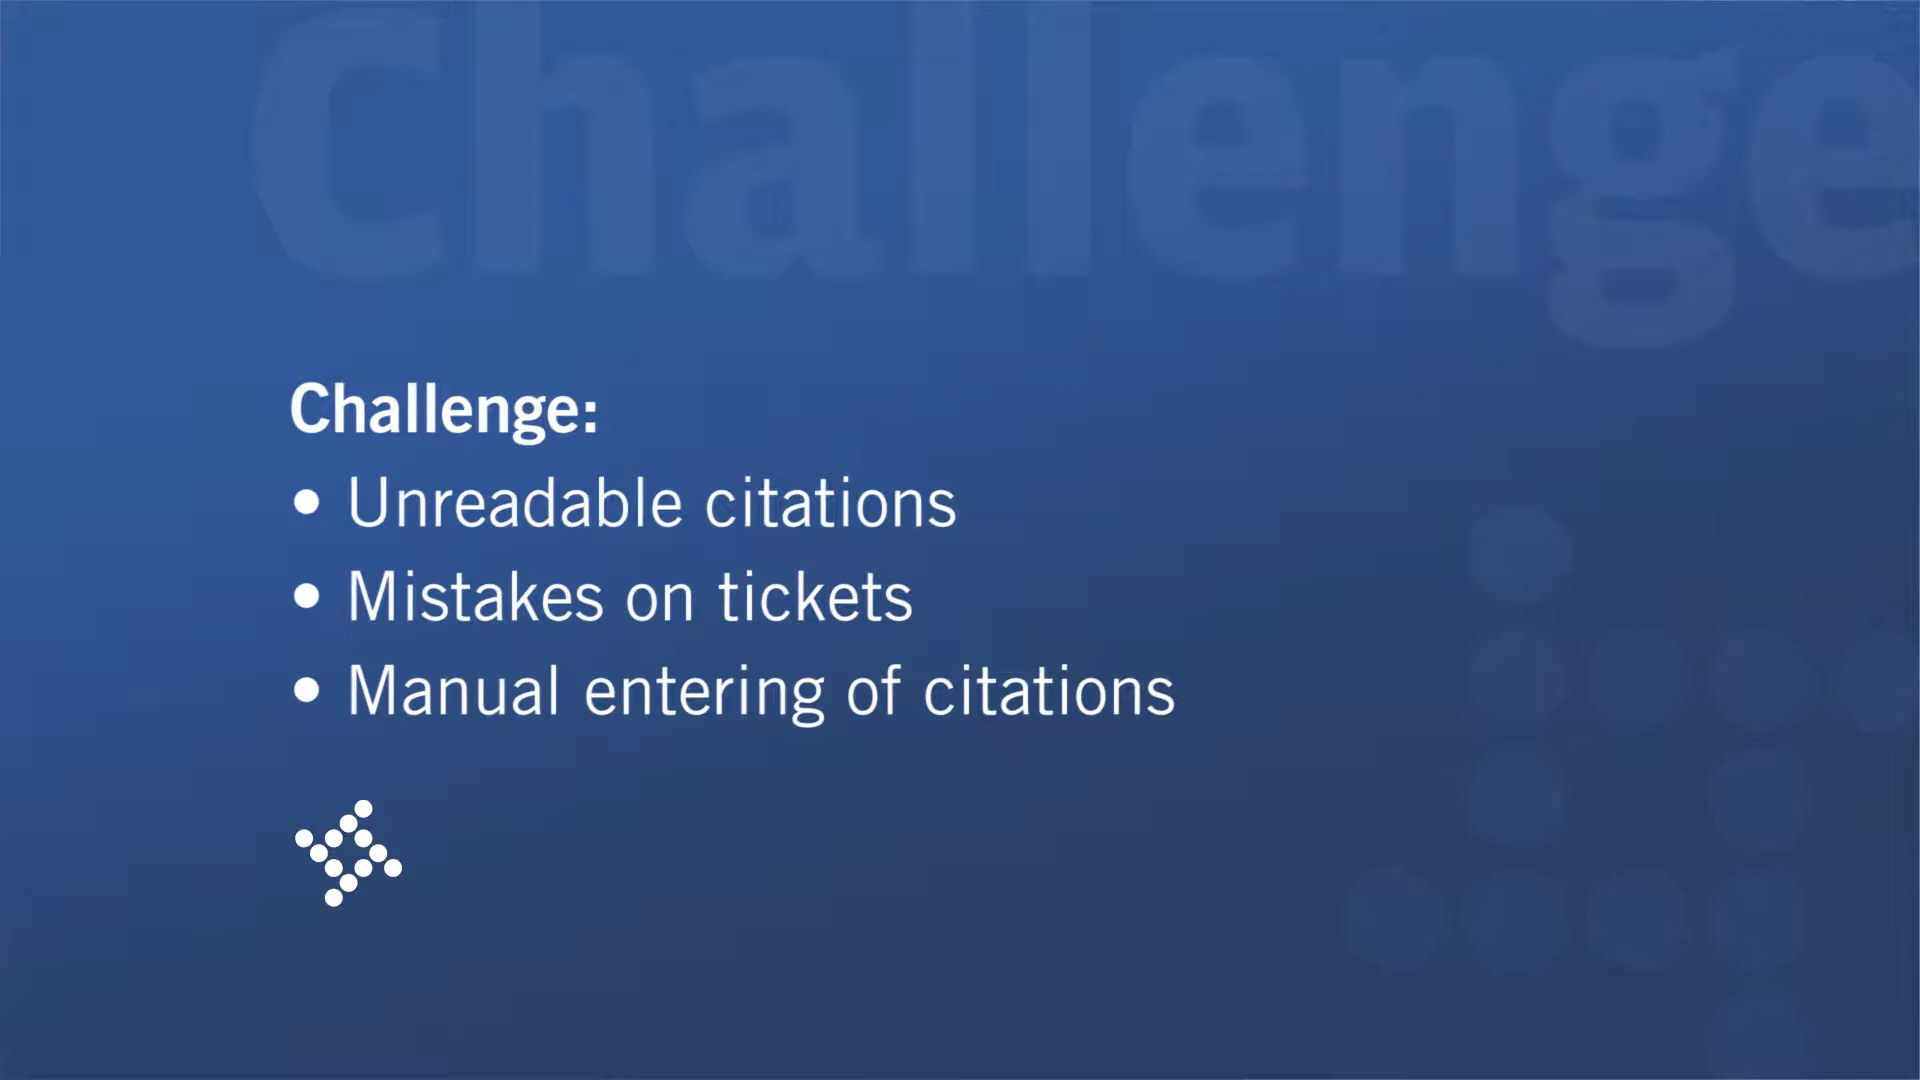 Challenge
Challenge:
• Unreadable citations
• Mistakes on tickets
• Manual entering of citations